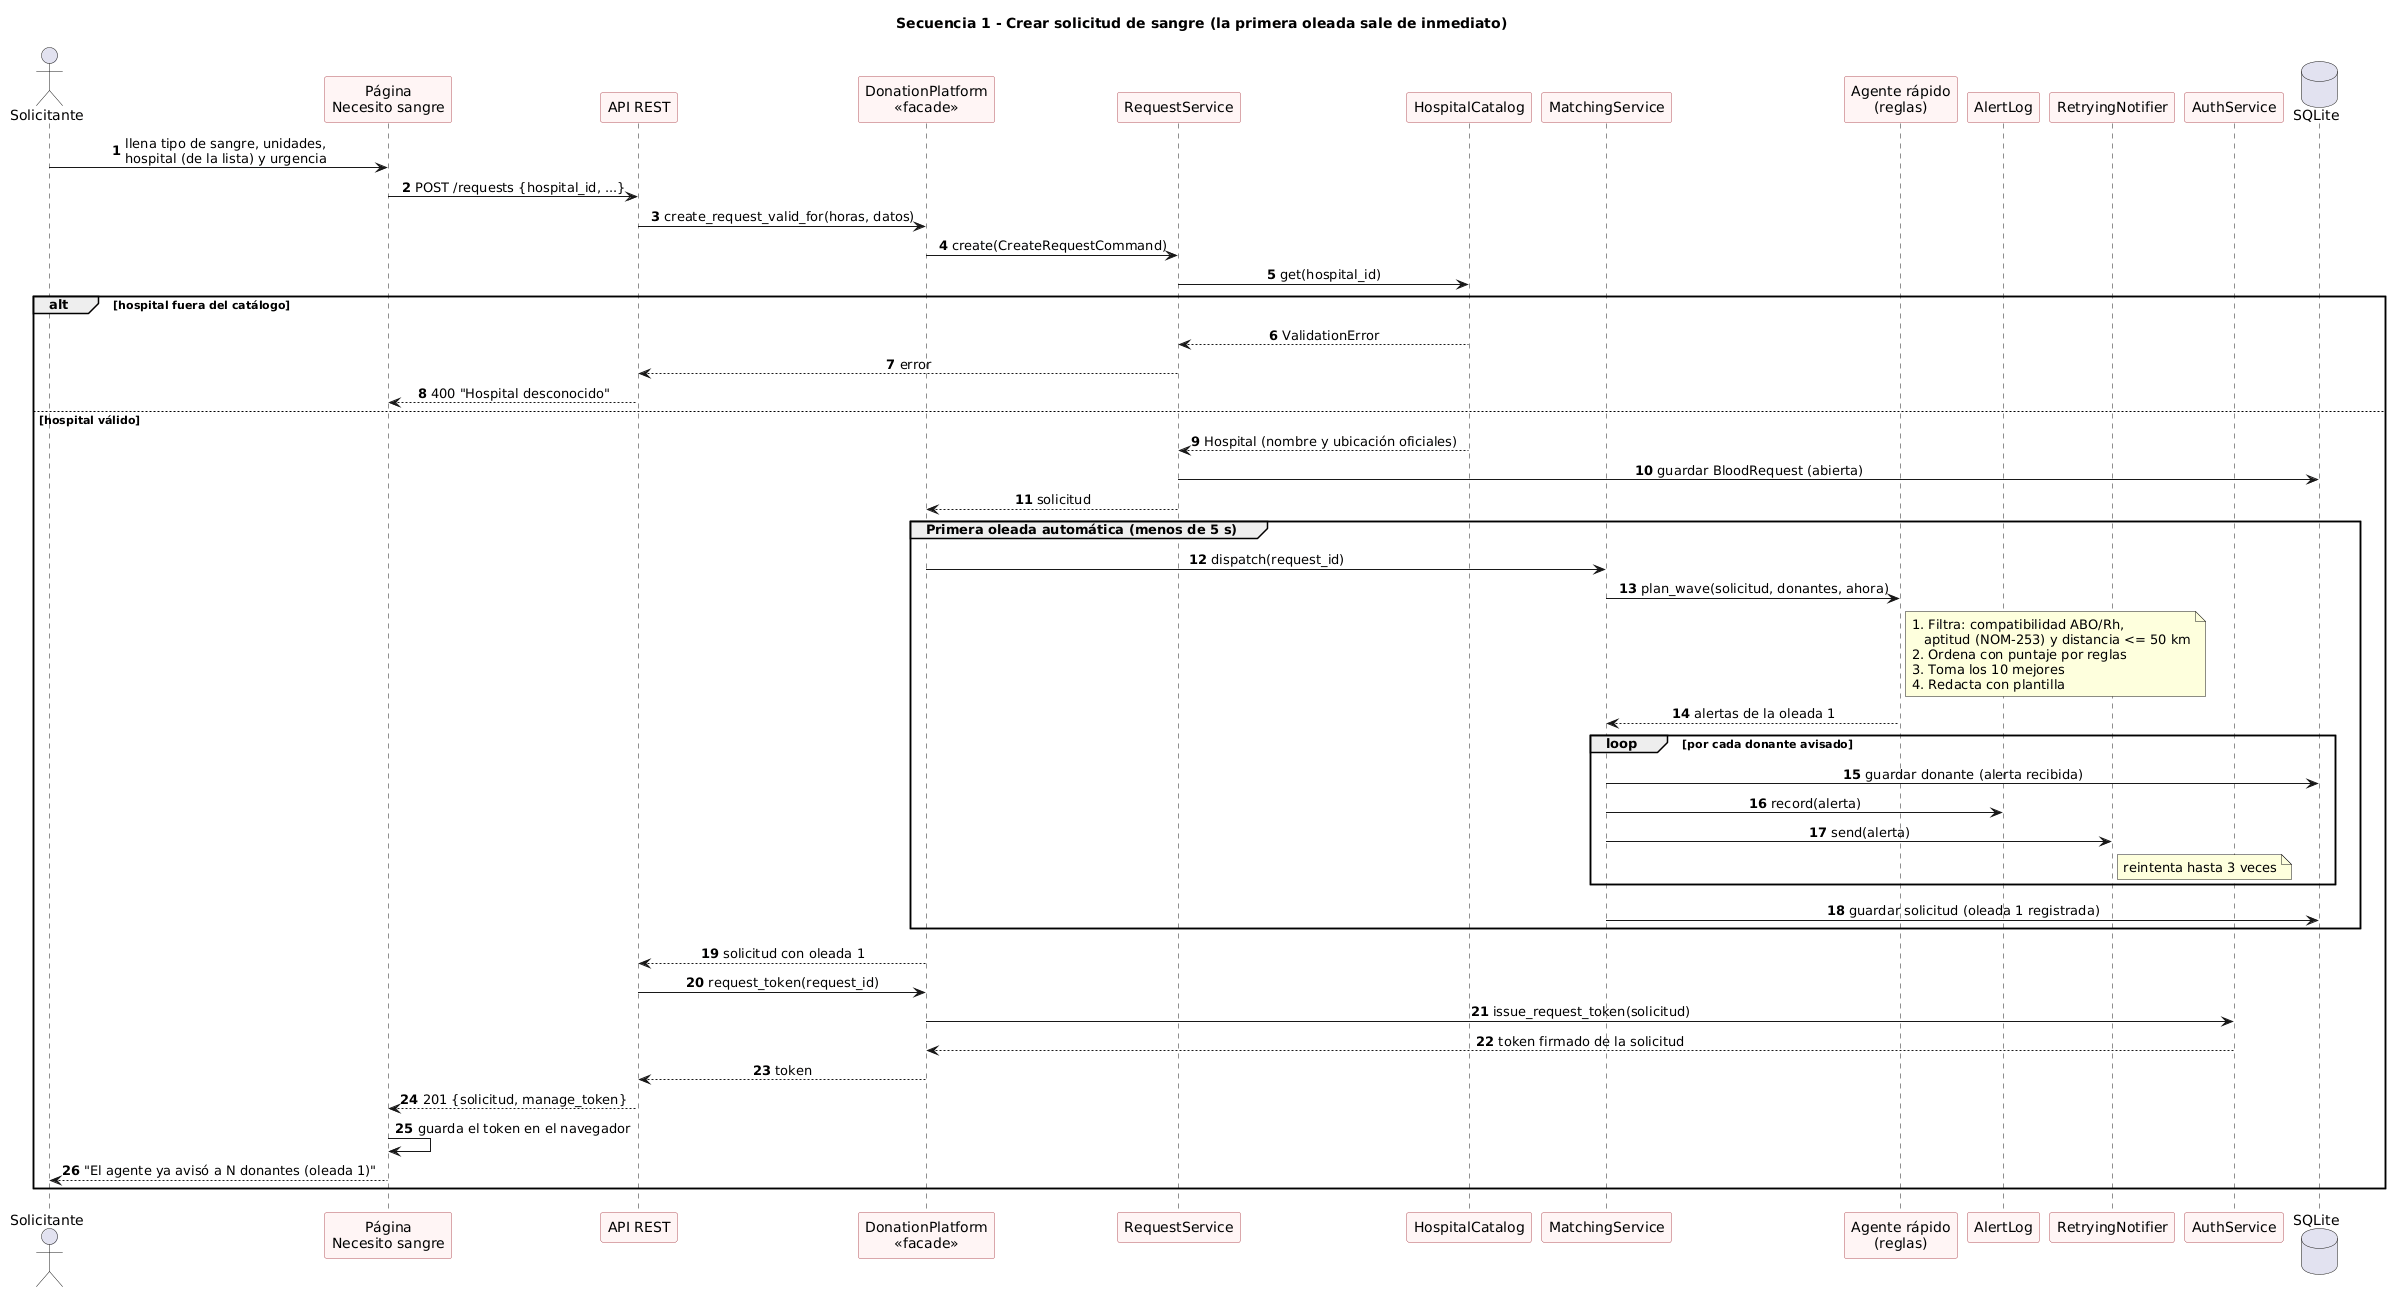 Secuencia 1 - Crear solicitud de sangre (la primera oleada sale de inmediato)
Solicitante
Página
Necesito sangre
API REST
DonationPlatform
«facade»
RequestService
HospitalCatalog
MatchingService
Agente rápido
(reglas)
AlertLog
RetryingNotifier
AuthService
SQLite
1 llena tipo de sangre, unidades,
hospital (de la lista) y urgencia
2 POST /requests {hospital_id, ...}
3 create_request_valid_for(horas, datos)
4 create(CreateRequestCommand)
5 get(hospital_id)
alt [hospital fuera del catálogo]
6 ValidationError
7 error
8 400 "Hospital desconocido"
[hospital válido]
9 Hospital (nombre y ubicación oficiales)
10 guardar BloodRequest (abierta)
11 solicitud
Primera oleada automática (menos de 5 s)
12 dispatch(request_id)
13 plan_wave(solicitud, donantes, ahora)
1. Filtra: compatibilidad ABO/Rh,
aptitud (NOM-253) y distancia <= 50 km
2. Ordena con puntaje por reglas
3. Toma los 10 mejores
4. Redacta con plantilla
14 alertas de la oleada 1
loop [por cada donante avisado]
15 guardar donante (alerta recibida)
16 record(alerta)
17 send(alerta)
reintenta hasta 3 veces
18 guardar solicitud (oleada 1 registrada)
19 solicitud con oleada 1
20 request_token(request_id)
21 issue_request_token(solicitud)
22 token firmado de la solicitud
23 token
24 201 {solicitud, manage_token}
25 guarda el token en el navegador
26 "El agente ya avisó a N donantes (oleada 1)"
Solicitante
Página
Necesito sangre
API REST
DonationPlatform
«facade»
RequestService
HospitalCatalog
MatchingService
Agente rápido
(reglas)
AlertLog
RetryingNotifier
AuthService
SQLite